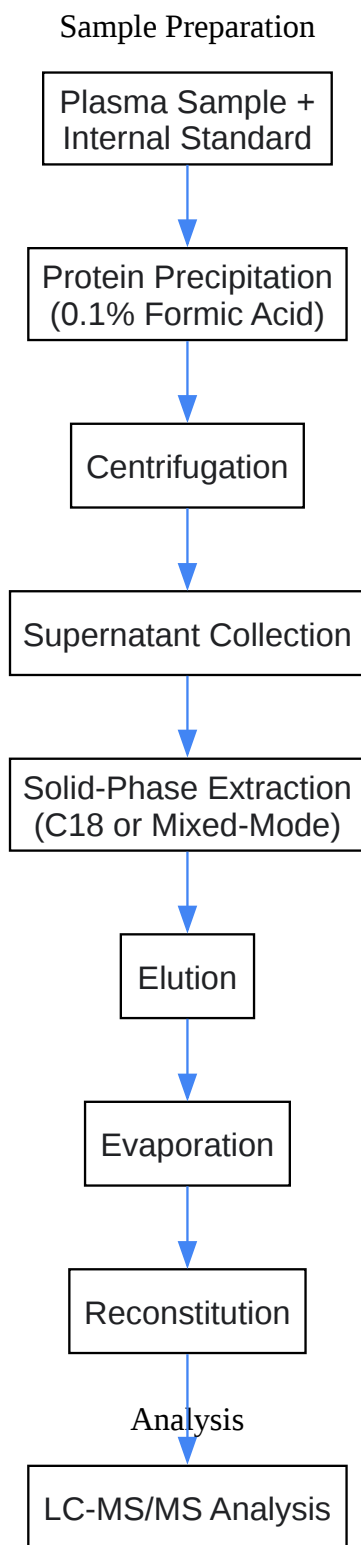 Sample Preparation
Plasma Sample +
Internal Standard
Protein Precipitation
(0.1% Formic Acid)
Centrifugation
Supernatant Collection
Solid-Phase Extraction
(C18 or Mixed-Mode)
Elution
Evaporation
Reconstitution
Analysis
LC-MS/MS Analysis